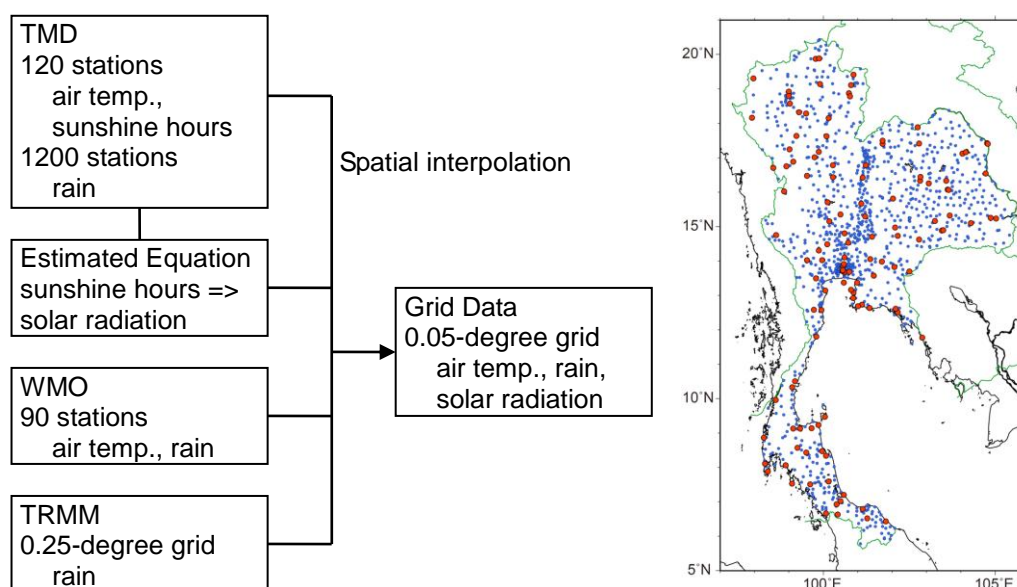 TMD
120 stations
air temp.,
sunshine hours
1200 stations
rain
Estimated Equation
sunshine hours =>
solar radiation
WMO
90 stations
air temp., rain
TRMM
0.25-degree grid
rain
Spatial interpolation
Grid Data
0.05-degree grid
air temp., rain,
solar radiation
20°N
15°N
10°N
5°N
100°E
105°E